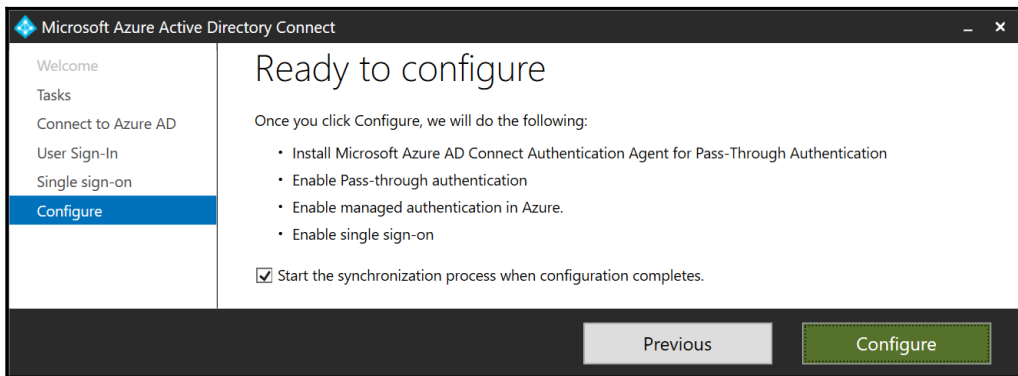 Microsoft Azure Active Directory Connect
Welcome
Tasks
Connect to Azure AD
User Sign-In
Single sign-on
Configure
Ready to configure
Once you click Configure, we will do the following:
• Install Microsoft Azure AD Connect Authentication Agent for Pass-Through Authentication
• Enable Pass-through authentication
• Enable managed authentication in Azure.
• Enable single sign-on
Start the synchronization process when configuration completes.
Previous
Configure